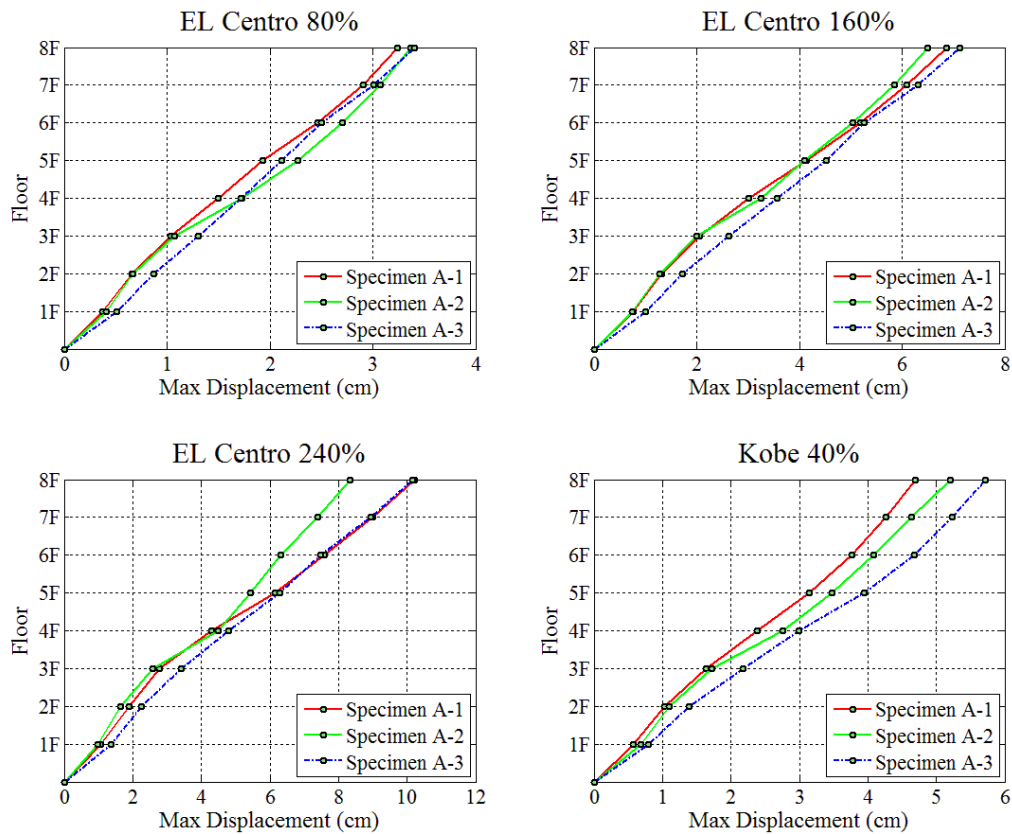 EL Centro 80%
8F
7F
6F
5F
4F
3F
2F
1F
Floor
Specimen A-1
Specimen A-2
Specimen A-3
0 1 2 3 4
Max Displacement (cm)
EL Centro 160%
8F
7F
6F
5F
4F
3F
2F
1F
Floor
Specimen A-1
Specimen A-2
Specimen A-3
0 2 4 6 8
Max Displacement (cm)
EL Centro 240%
8F
7F
6F
5F
4F
3F
2F
1F
Floor
Specimen A-1
Specimen A-2
Specimen A-3
0 2 4 6 8 10 12
Max Displacement (cm)
Kobe 40%
8F
7F
6F
5F
4F
3F
2F
1F
Floor
Specimen A-1
Specimen A-2
Specimen A-3
0 1 2 3 4 5 6
Max Displacement (cm)